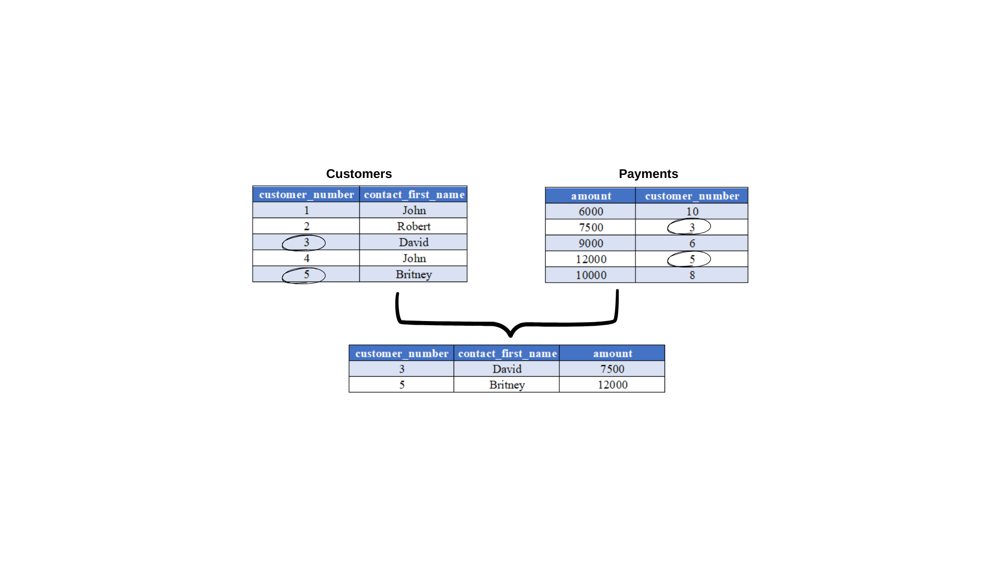 Customers
customer_number contact_first_name
1 John
2 Robert
3 David
4 John
5 Britney
Payments
amount customer_number
6000 10
7500 3
9000 6
12000 5
10000 8
customer_number contact_first_name amount
3 David 7500
5 Britney 12000